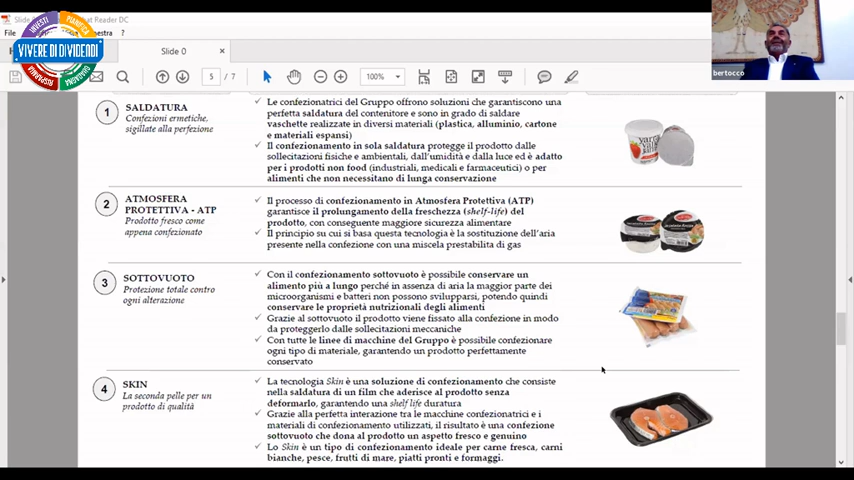 Slide
at Reader DC
File
nestra
?
INVESTI
PIANIFICA
VIVERE DI DIVIDENDI
RISPARMIA
GUADAGNA
Slide 0
×
5 / 7
100%
bertocco
1
SALDATURA
Confezioni ermetiche,
sigillate alla perfezione
Le confezionatrici del Gruppo offrono soluzioni che garantiscono una
perfetta saldatura del contenitore e sono in grado di saldare
vaschette realizzate in diversi materiali (plastica, alluminio, cartone
e materiali espansi)
Il confezionamento in sola saldatura protegge il prodotto dalle
sollecitazioni fisiche e ambientali, dall'umidità e dalla luce ed è adatto
per i prodotti non food (industriali, medicali e farmaceutici) o per
alimenti che non necessitano di lunga conservazione
2
ATMOSFERA
PROTETTIVA - ATP
Prodotto fresco come
appena confezionato
Il processo di confezionamento in Atmosfera Protettiva (ATP)
garantisce il prolungamento della freschezza (shelf-life) del
prodotto, con conseguente maggiore sicurezza alimentare
Il principio su cui si basa questa tecnologia è la sostituzione dell'aria
presente nella confezione con una miscela prestabilita di gas
3
SOTTOVUOTO
Protezione totale contro
ogni alterazione
Con il confezionamento sottovuoto è possibile conservare un
alimento più a lungo perché in assenza di aria la maggior parte dei
microrganismi e batteri non possono svilupparsi, potendo quindi
conservare le proprietà nutrizionali degli alimenti
Grazie al sottovuoto il prodotto viene fissato alla confezione in modo
da proteggerlo dalle sollecitazioni meccaniche
Con tutte le linee di macchine del Gruppo è possibile confezionare
ogni tipo di materiale, garantendo un prodotto perfettamente
conservato
4
SKIN
La seconda pelle per un
prodotto di qualità
La tecnologia Skin è una soluzione di confezionamento che consiste
nella saldatura di un film che aderisce al prodotto senza
deformarlo, garantendo una shelf life duratura
Grazie alla perfetta interazione tra le macchine confezionatrici e i
materiali di confezionamento utilizzati, il risultato è una confezione
sottovuoto che dona al prodotto un aspetto fresco e genuino
Lo Skin è un tipo di confezionamento ideale per carne fresca, carni
bianche, pesce, frutti di mare, piatti pronti e formaggi.